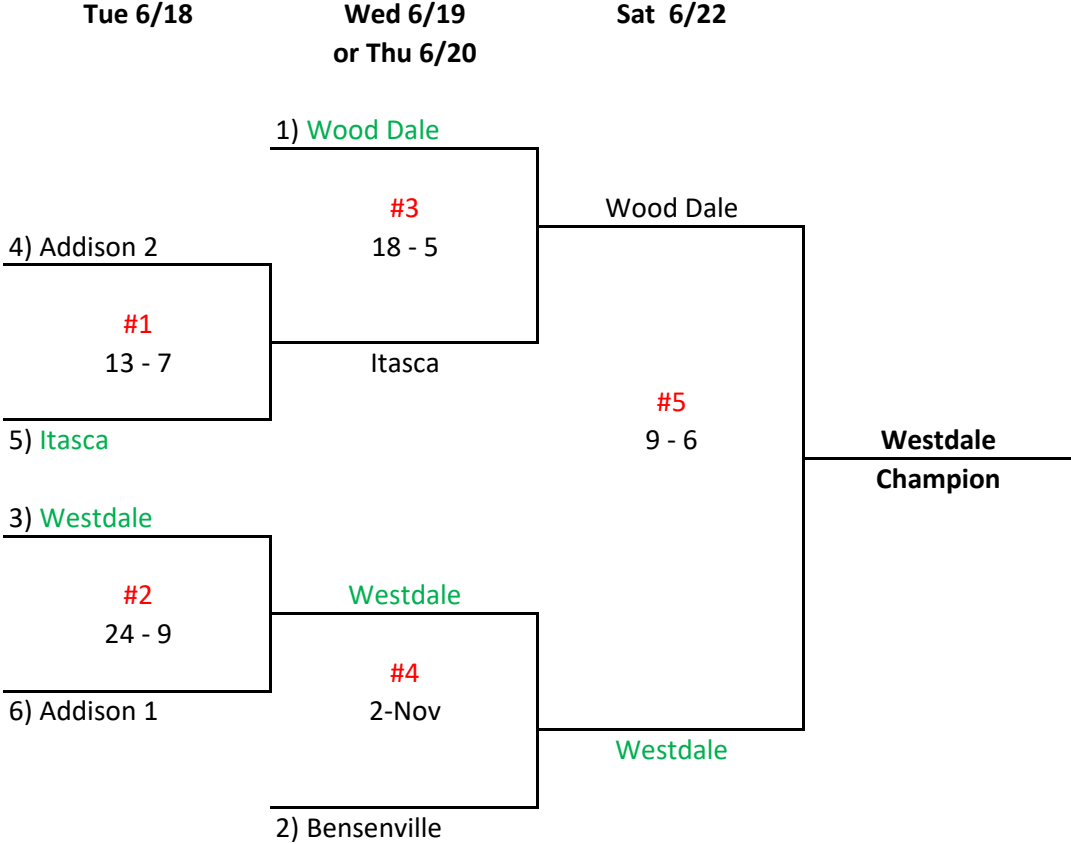 Tue 6/18
Wed 6/19
or Thu 6/20
Sat 6/22
1) Wood Dale
#3
18 - 5
Wood Dale
4) Addison 2
#1
13 - 7
Itasca
5) Itasca
#5
9 - 6
Westdale
Champion
3) Westdale
#2
24 - 9
Westdale
#4
2-Nov
6) Addison 1
Westdale
2) Bensenville